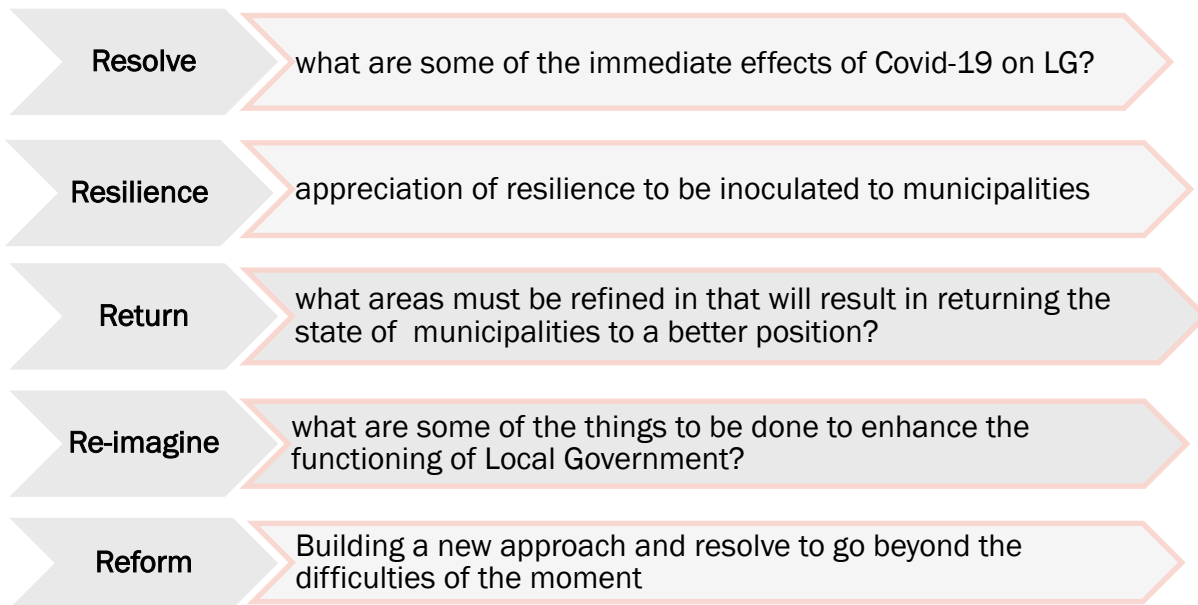 Resolve
what are some of the immediate effects of Covid-19 on LG?
Resilience
appreciation of resilience to be inoculated to municipalities
Return
what areas must be refined in that will result in returning the
state of  municipalities to a better position?
Re-imagine
what are some of the things to be done to enhance the
functioning of Local Government?
Reform
Building a new approach and resolve to go beyond the
difficulties of the moment